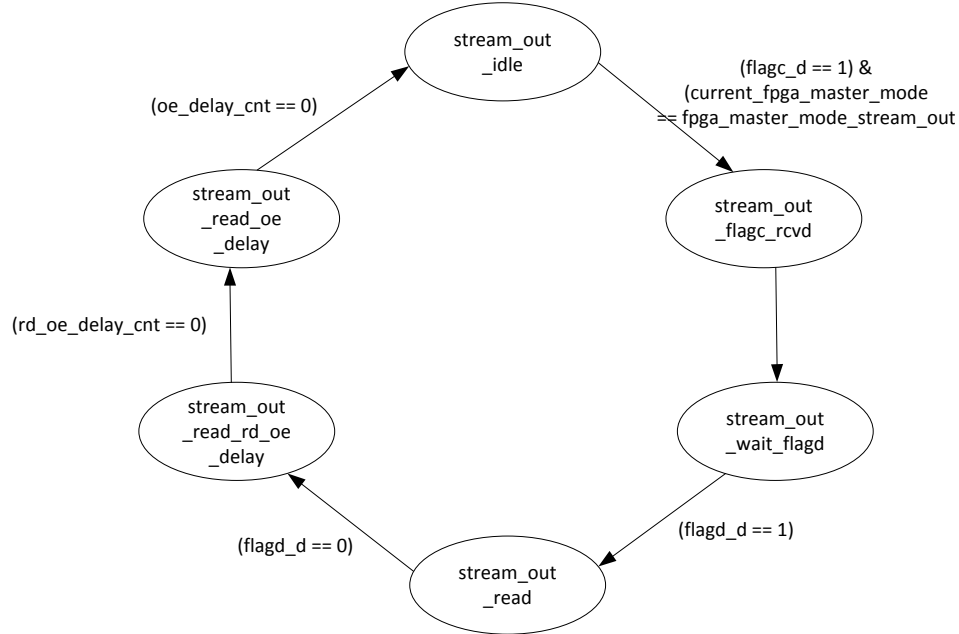 stream_out
_idle
(flagc_d == 1) &
(current_fpga_master_mode
== fpga_master_mode_stream_out
(oe_delay_cnt == 0)
stream_out
_read_oe
_delay
stream_out
_flagc_rcvd
(rd_oe_delay_cnt == 0)
stream_out
_read_rd_oe
_delay
stream_out
_wait_flagd
(flagd_d == 0)
(flagd_d == 1)
stream_out
_read